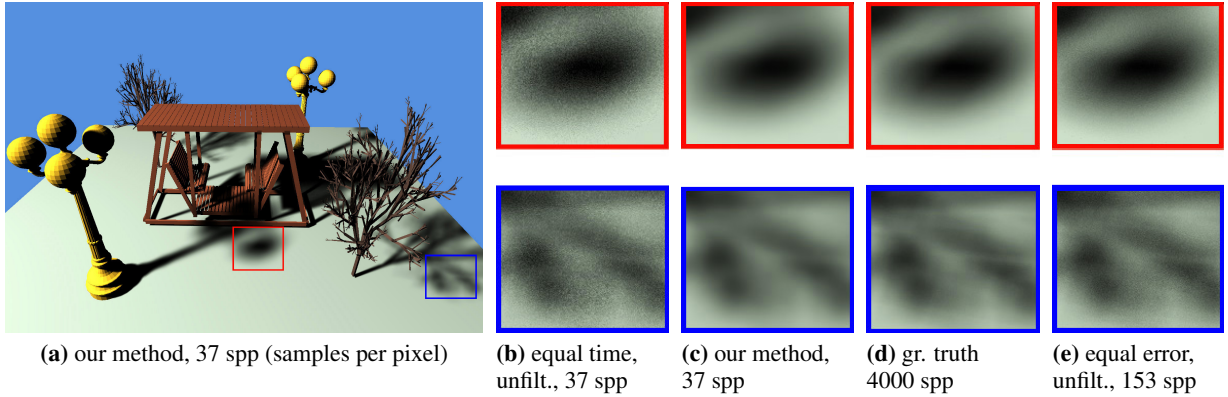 (a) our method, 37 spp (samples per pixel)
(b) equal time,
unfilt., 37 spp
(c) our method,
37 spp
(d) gr. truth
4000 spp
(e) equal error,
unfilt., 153 spp